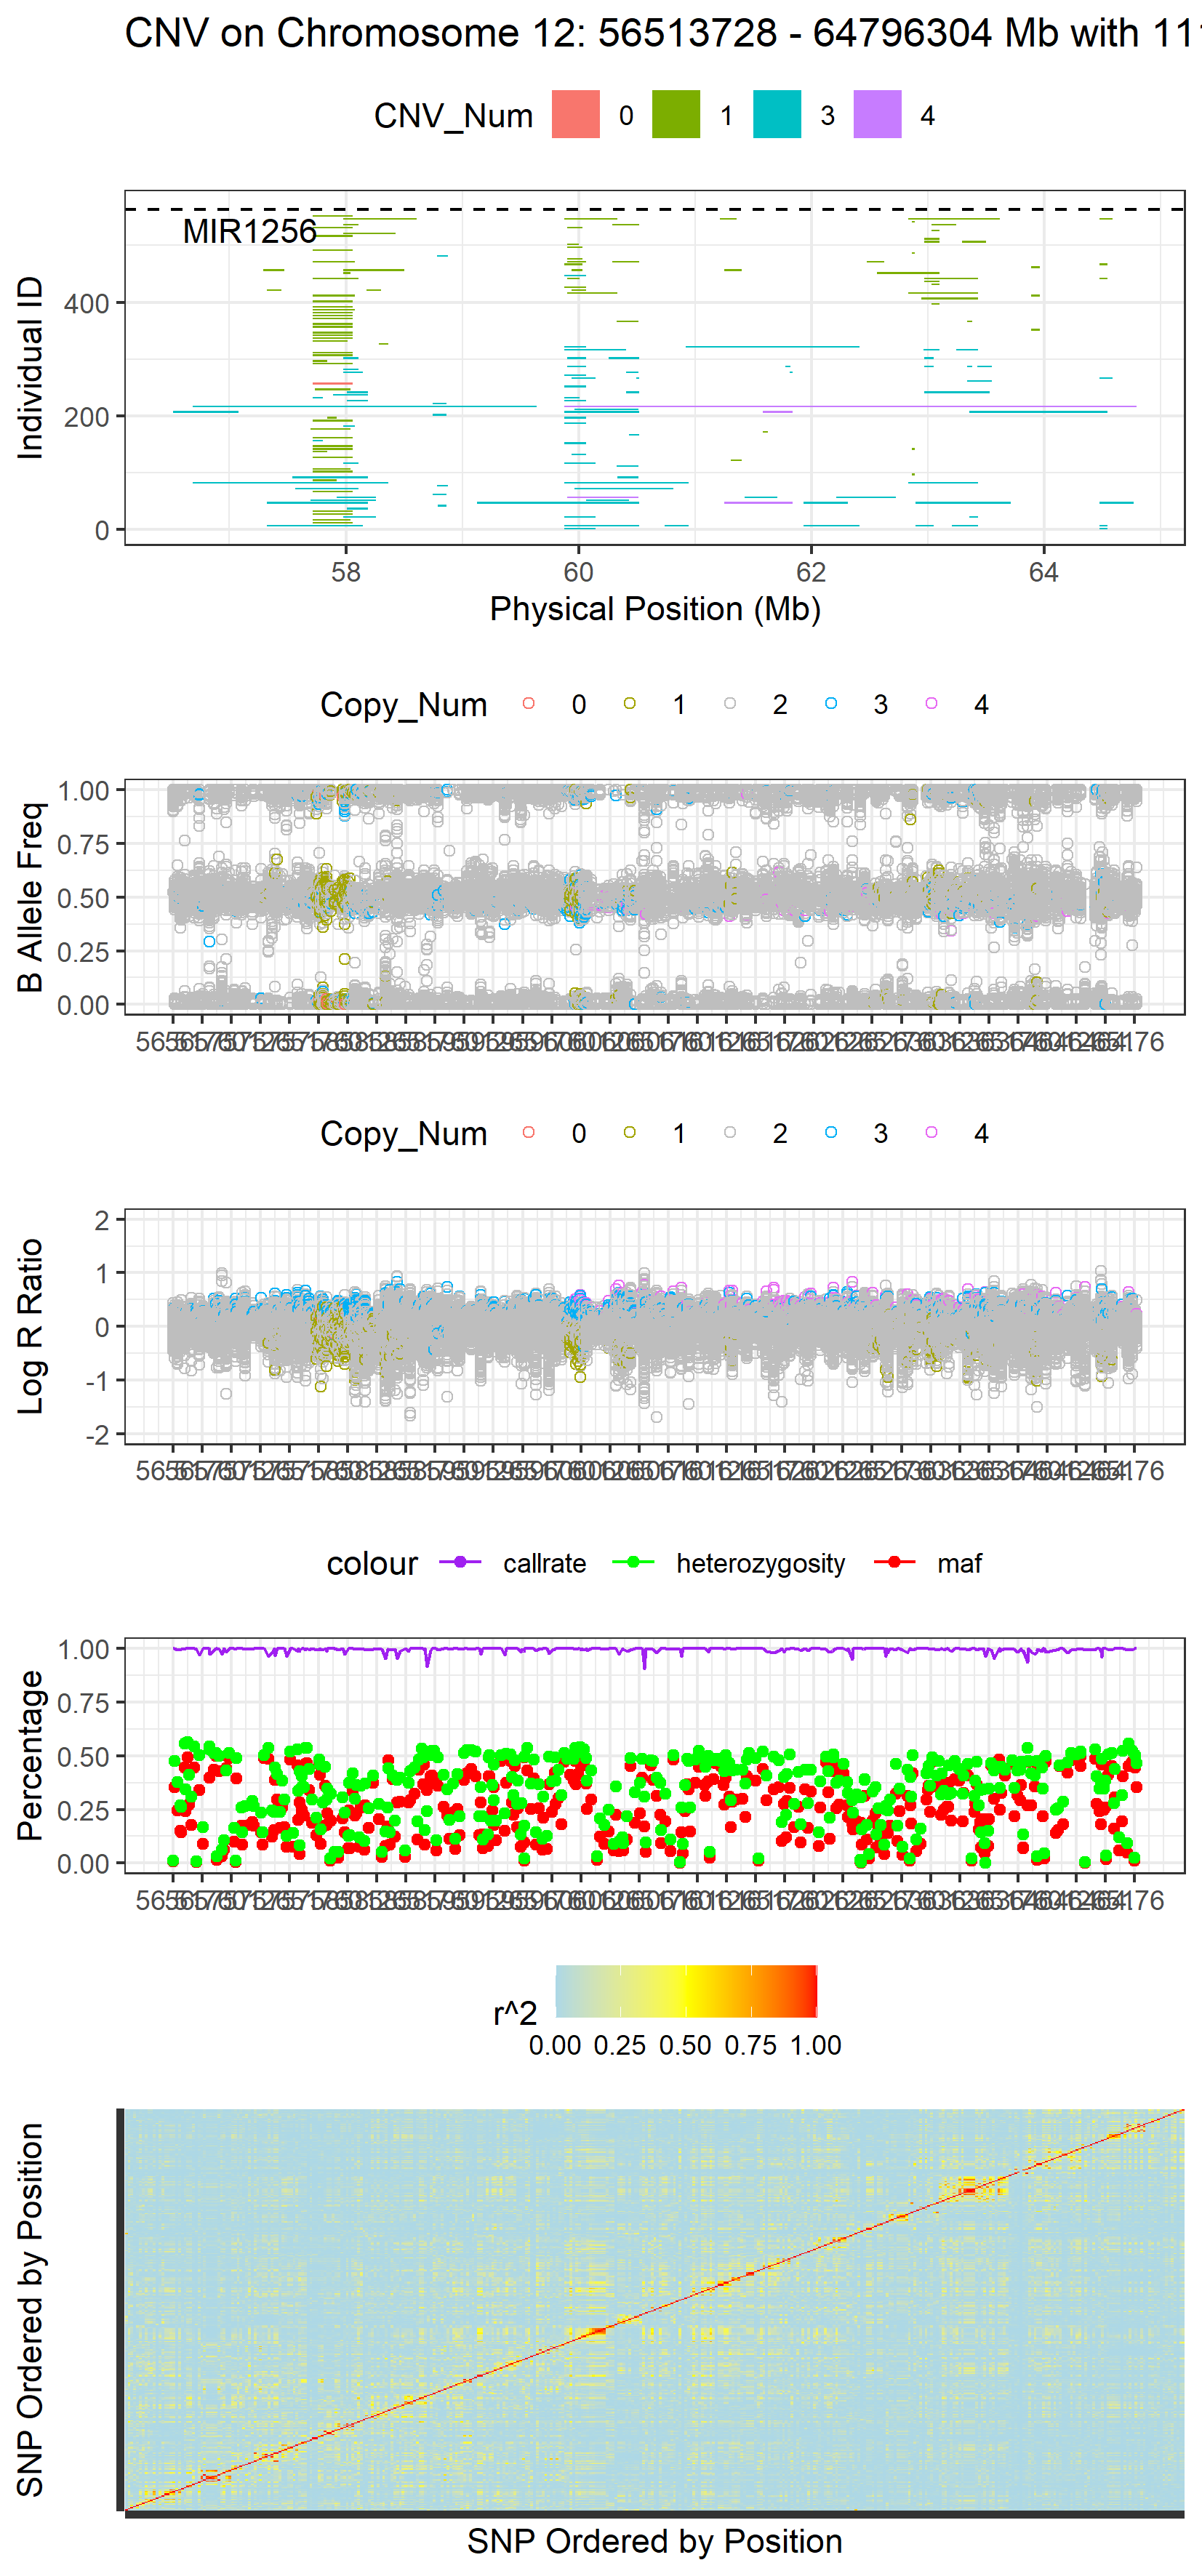 CNV on Chromosome 12: 56513728 - 64796304 Mb with 11
CNV_Num 0 1 3 4
MIR1256
Individual ID
400
200
0
58 60 62 64
Physical Position (Mb)
Copy_Num 0 1 2 3 4
B Allele Freq
1.00
0.75
0.50
0.25
0.00
Copy_Num 0 1 2 3 4
Log R Ratio
2
1
0
-1
-2
colour callrate heterozygosity maf
Percentage
1.00
0.75
0.50
0.25
0.00
r^2
0.00 0.25 0.50 0.75 1.00
SNP Ordered by Position
SNP Ordered by Position